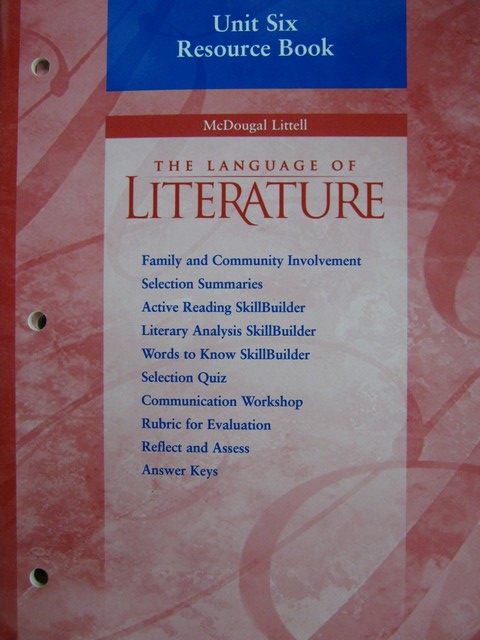 Unit Six
Resource Book
McDougal Littell
THE LANGUAGE OF
LITERATURE
Family and Community Involvement
Selection Summaries
Active Reading SkillBuilder
Literary Analysis SkillBuilder
Words to Know SkillBuilder
Selection Quiz
Communication Workshop
Rubric for Evaluation
Reflect and Assess
Answer Keys